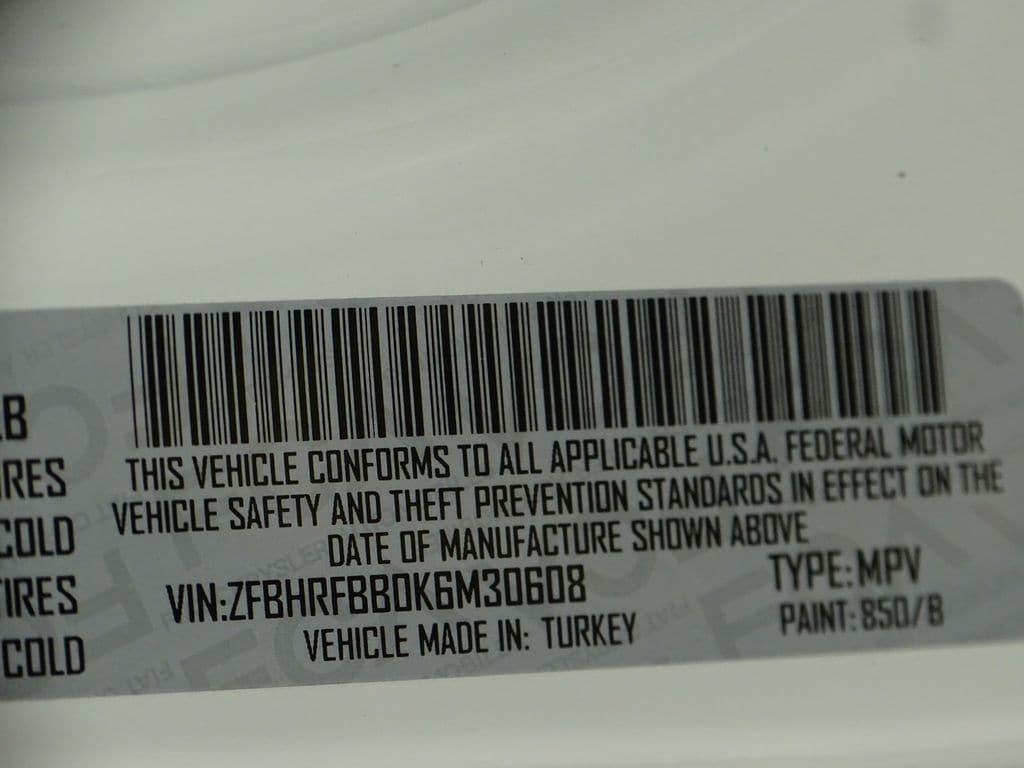 LB
IRES
COLD
TIRES
COLD
THIS VEHICLE CONFORMS TO ALL APPLICABLE U.S.A. FEDERAL MOTOR
VEHICLE SAFETY AND THEFT PREVENTION STANDARDS IN EFFECT ON THE
DATE OF MANUFACTURE SHOWN ABOVE
VIN:ZFBHRFBB0K6M30608 TYPE:MPV
VEHICLE MADE IN: TURKEY PAINT:850/B